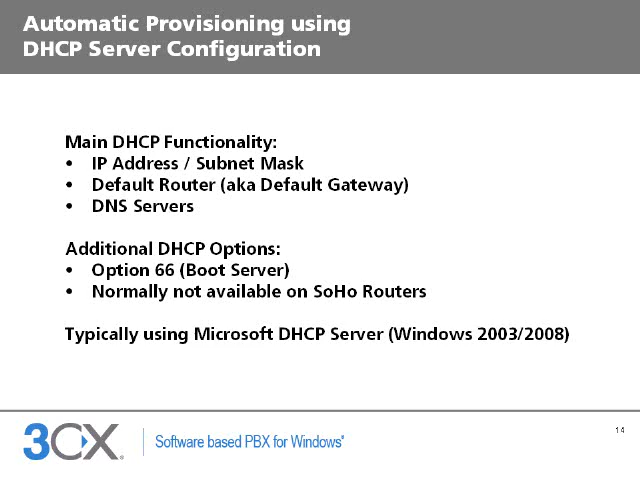 Automatic Provisioning using
DHCP Server Configuration
Main DHCP Functionality:
• IP Address / Subnet Mask
• Default Router (aka Default Gateway)
• DNS Servers
Additional DHCP Options:
• Option 66 (Boot Server)
• Normally not available on SoHo Routers
Typically using Microsoft DHCP Server (Windows 2003/2008)
14
3CX® Software based PBX for Windows®